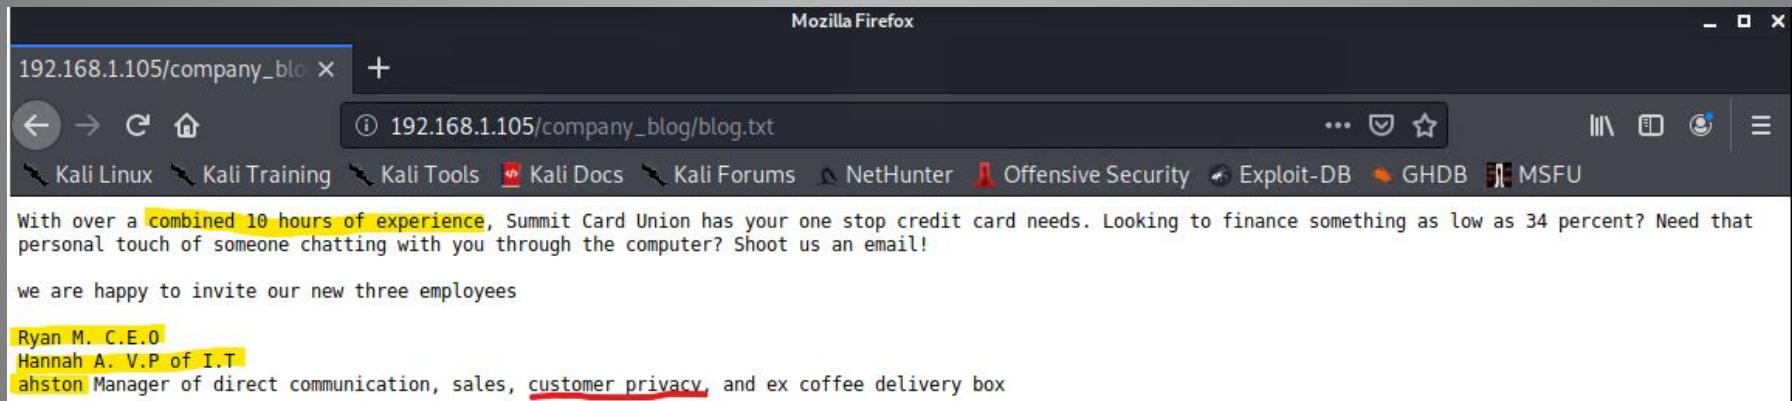 Mozilla Firefox
192.168.1.105/company_blo
192.168.1.105/company_blog/blog.txt
Kali Linux Kali Training Kali Tools Kali Docs Kali Forums NetHunter Offensive Security Exploit-DB GHDB MSFU
With over a combined 10 hours of experience, Summit Card Union has your one stop credit card needs. Looking to finance something as low as 34 percent? Need that
personal touch of someone chatting with you through the computer? Shoot us an email!
we are happy to invite our new three employees
Ryan M. C.E.O
Hannah A. V.P of I.T
ahston Manager of direct communication, sales, customer privacy, and ex coffee delivery box